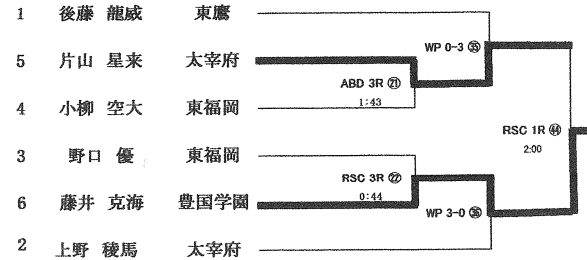 1 後藤 龍威 東鷹
WP 0-3 ㉟
5 片山 星来 太宰府
ABD 3R ㉑
1:43
4 小柳 空大 東福岡
RSC 1R ㊹
2:00
3 野口 優 東福岡
RSC 3R ㉒
0:44
6 藤井 克海 豊国学園
WP 3-0 ㊱
2 上野 稜馬 太宰府